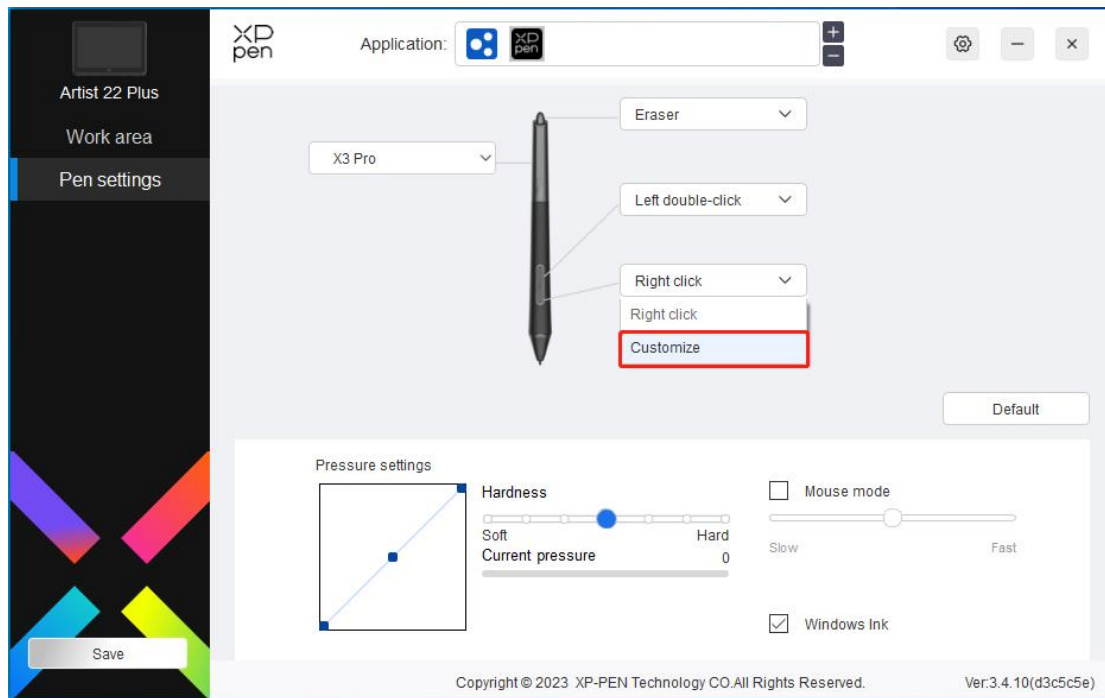 XP
pen
Application:
XP
pen
Artist 22 Plus
Work area
Pen settings
Eraser
X3 Pro
Left double-click
Right click
Right click
Customize
Default
Pressure settings
Hardness
Soft
Hard
Current pressure
0
Mouse mode
Slow
Fast
Windows Ink
Save
Copyright © 2023 XP-PEN Technology CO.All Rights Reserved.
Ver:3.4.10(d3c5c5e)